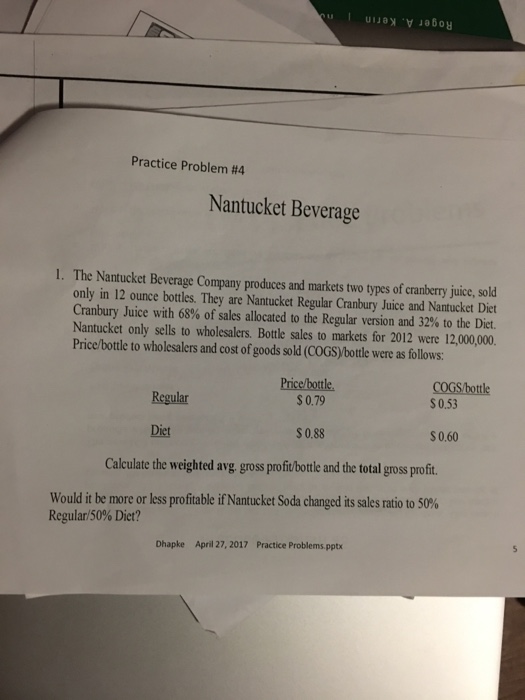 Roger A. Kerin
Practice Problem #4
Nantucket Beverage
1. The Nantucket Beverage Company produces and markets two types of cranberry juice, sold
only in 12 ounce bottles. They are Nantucket Regular Cranbury Juice and Nantucket Diet
Cranbury Juice with 68% of sales allocated to the Regular version and 32% to the Diet.
Nantucket only sells to wholesalers. Bottle sales to markets for 2012 were 12,000,000.
Price/bottle to wholesalers and cost of goods sold (COGS)/bottle were as follows:
Price/bottle. COGS/bottle
Regular $ 0.79 $ 0.53
Diet $ 0.88 $ 0.60
Calculate the weighted avg. gross profit/bottle and the total gross profit.
Would it be more or less profitable if Nantucket Soda changed its sales ratio to 50%
Regular/50% Diet?
Dhapke April 27, 2017 Practice Problems.pptx 5